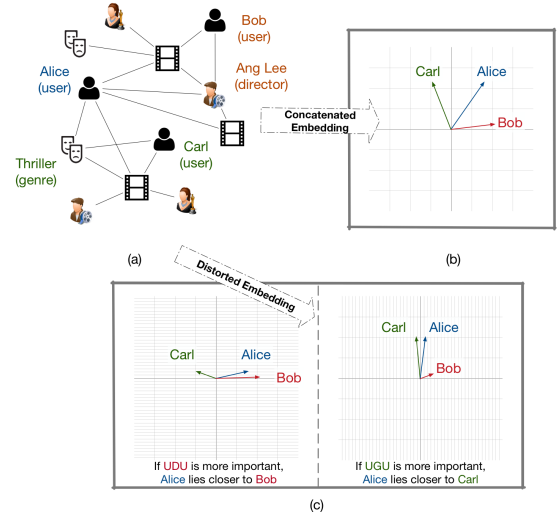 Bob
(user)
Alice
(user)
Ang Lee
(director)
Thriller
(genre)
Carl
(user)
(a)
Concatenated
Embedding
Carl
Alice
Bob
(b)
Distorted Embedding
Carl
Alice
Bob
If UDU is more important,
Alice lies closer to Bob
Carl
Alice
Bob
If UGU is more important,
Alice lies closer to Carl
(c)